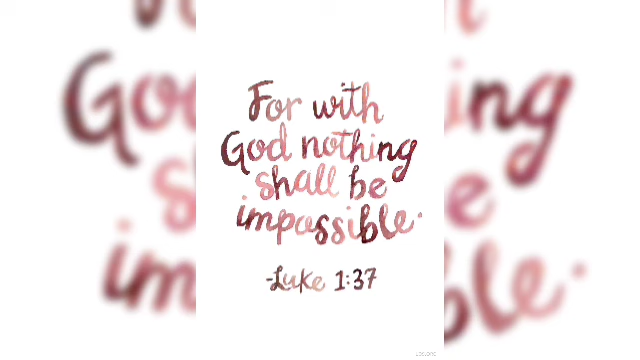 For with
God nothing
shall be
impossible.
-Luke 1:37